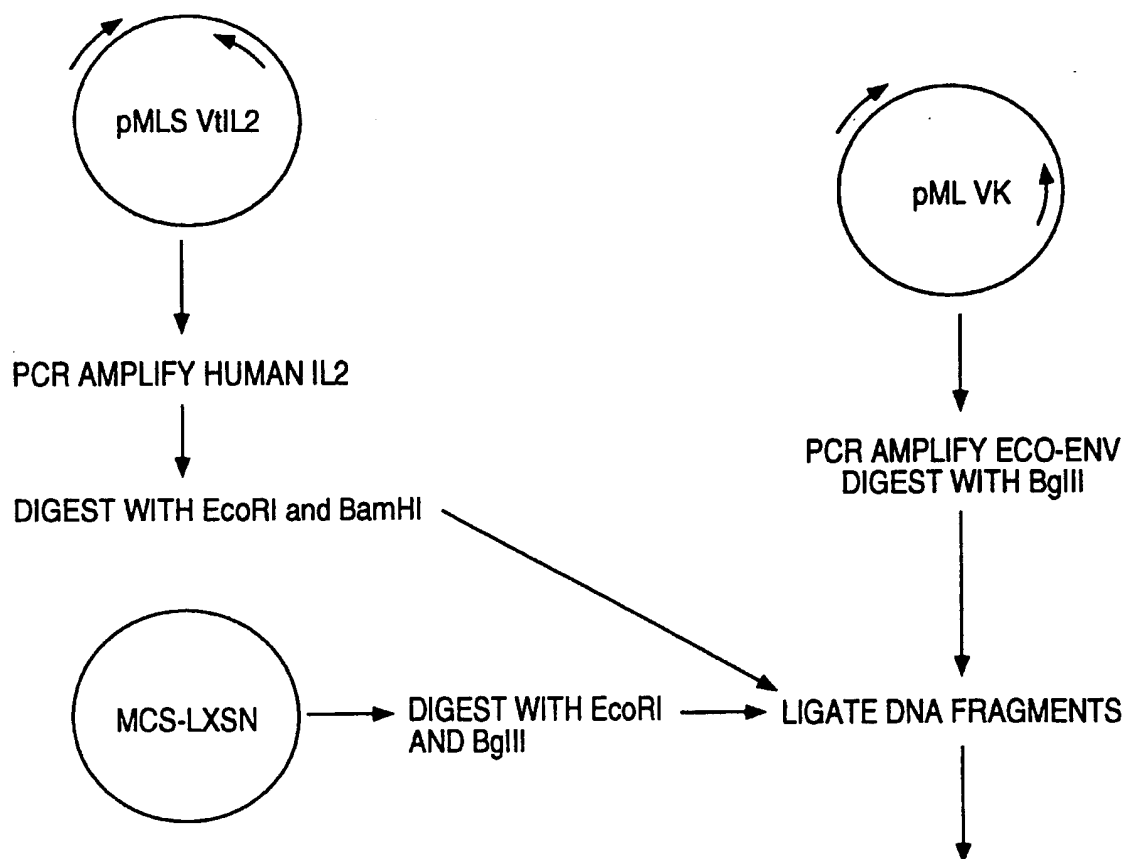 pMLS VtIL2
pML VK
PCR AMPLIFY HUMAN IL2
PCR AMPLIFY ECO-ENV
DIGEST WITH BglII
DIGEST WITH EcoRI and BamHI
MCS-LXSN
DIGEST WITH EcoRI
AND BglII
LIGATE DNA FRAGMENTS